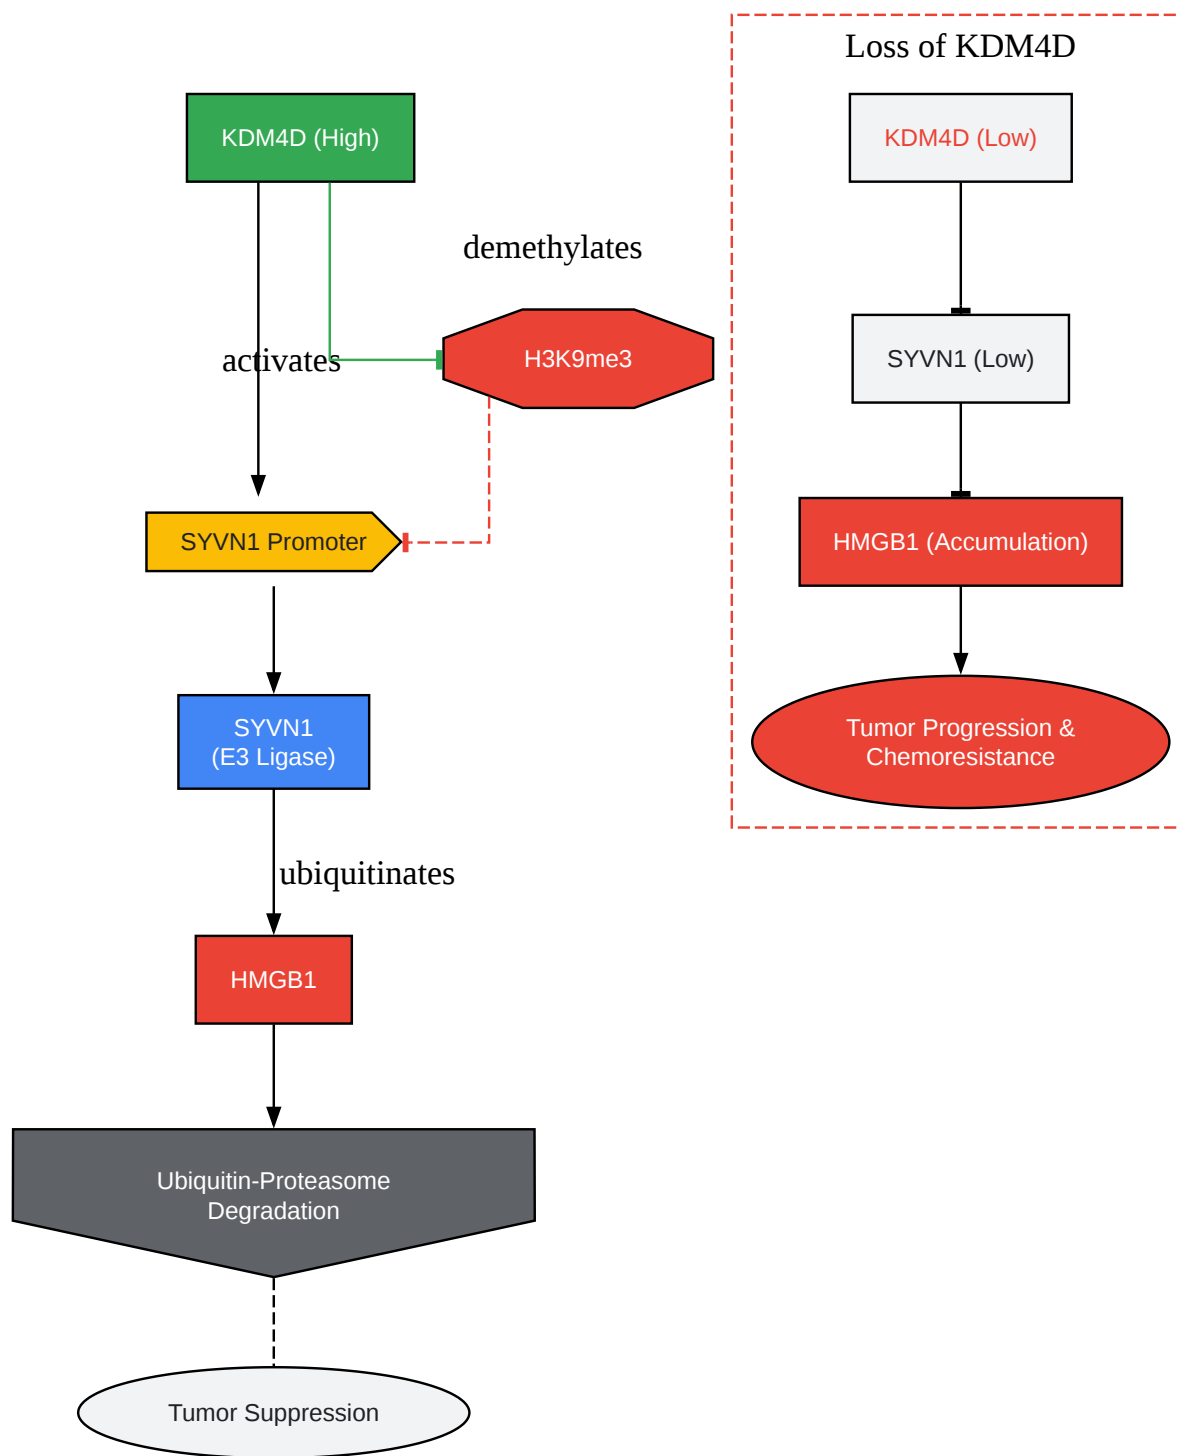 Loss of KDM4D
KDM4D (High)
KDM4D (Low)
demethylates
activates
H3K9me3
SYVN1 (Low)
SYVN1 Promoter
HMGB1 (Accumulation)
SYVN1
(E3 Ligase)
Tumor Progression &
Chemoresistance
ubiquitinates
HMGB1
Ubiquitin-Proteasome
Degradation
Tumor Suppression